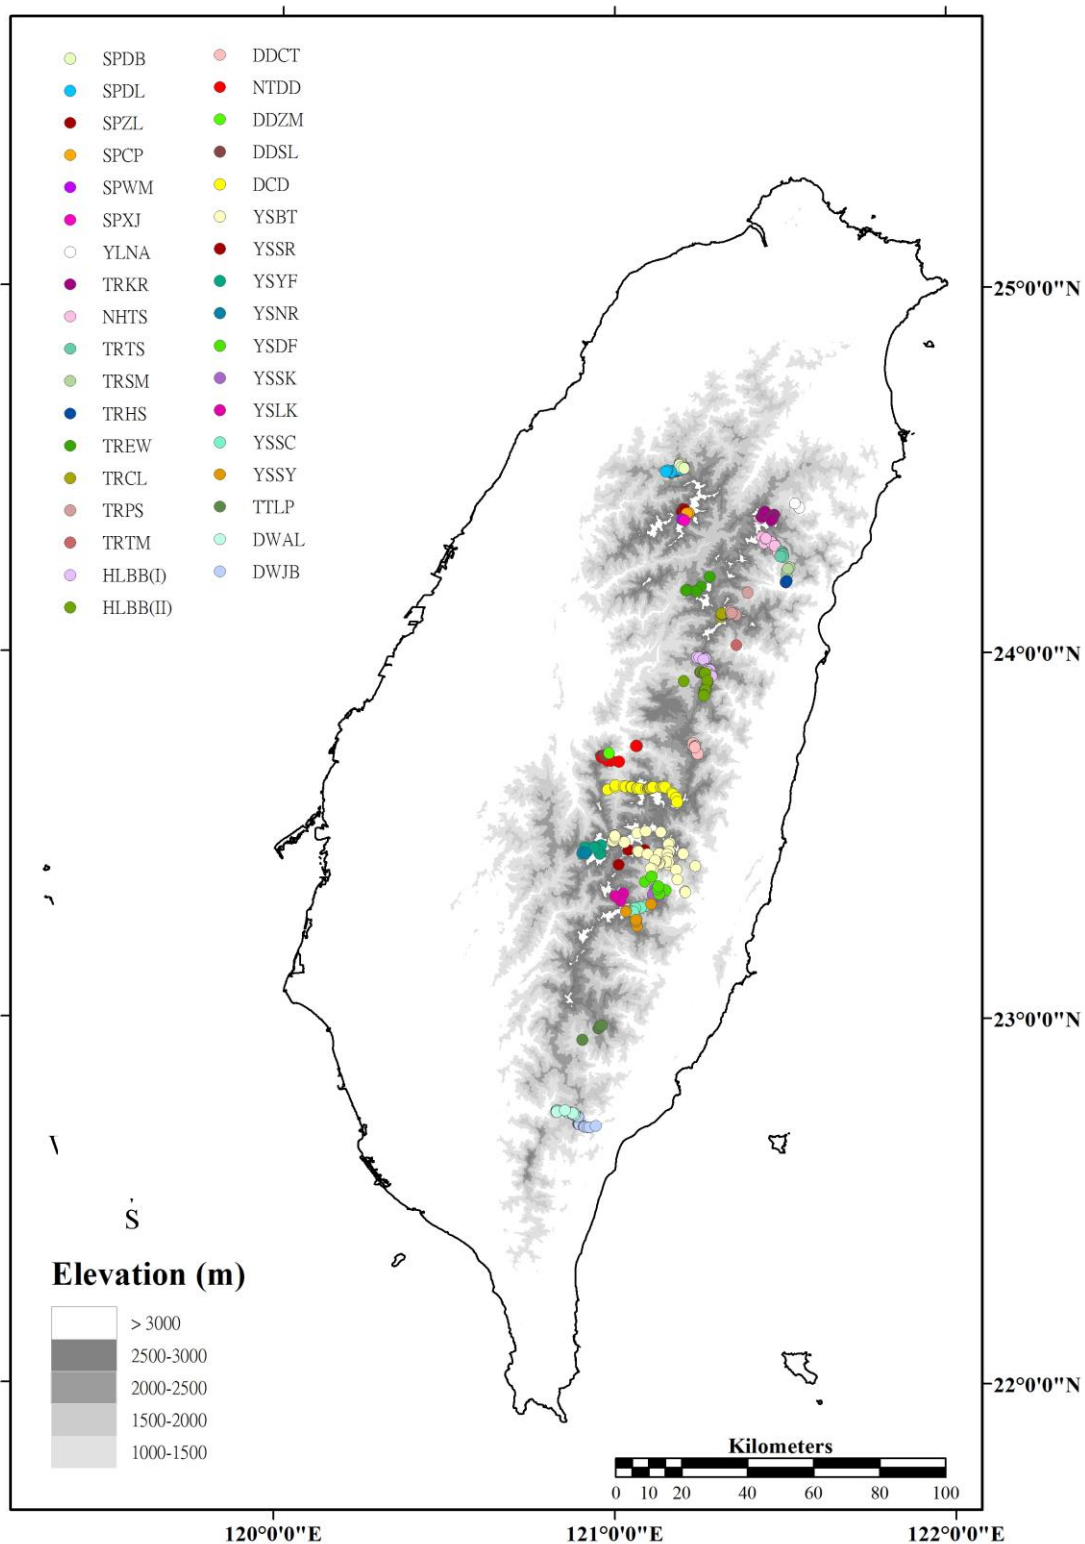 SPDB
SPDL
SPZL
SPCP
SPWM
SPXJ
YLNA
TRKR
NHTS
TRTS
TRSM
TRHS
TREW
TRCL
TRPS
TRTM
HLBB(I)
HLBB(II)
DDCT
NTDD
DDZM
DDSL
DCD
YSBT
YSSR
YSYF
YSNR
YSDF
YSSK
YSLK
YSSC
YSSY
TTLP
DWAL
DWJB
25°0'0"N
24°0'0"N
23°0'0"N
22°0'0"N
S
Elevation (m)
> 3000
2500-3000
2000-2500
1500-2000
1000-1500
Kilometers
0 10 20 40 60 80 100
120°0'0"E 121°0'0"E 122°0'0"E